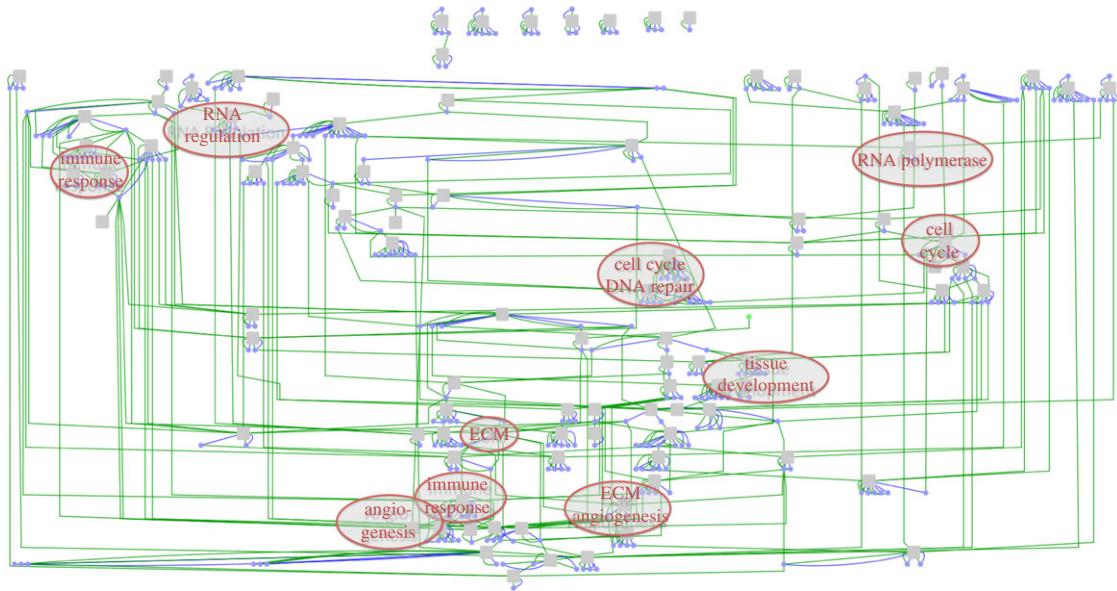 RNA
regulation
immune
response
RNA polymerase
cell
cycle
cell cycle
DNA repair
tissue
development
ECM
immune
response
angio-
genesis
ECM
angiogenesis